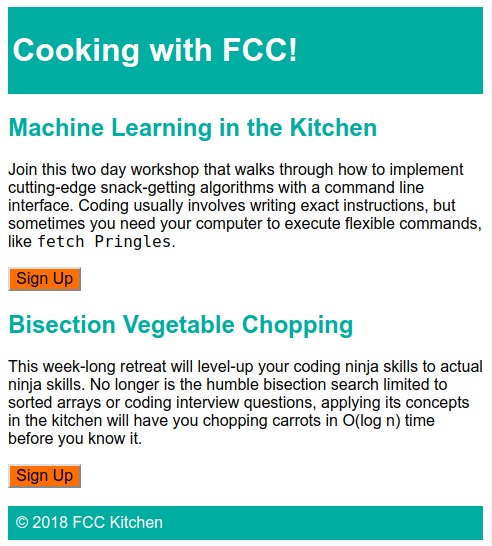 Cooking with FCC!
Machine Learning in the Kitchen
Join this two day workshop that walks through how to implement
cutting-edge snack-getting algorithms with a command line
interface. Coding usually involves writing exact instructions, but
sometimes you need your computer to execute flexible commands,
like fetch Pringles.
Sign Up
Bisection Vegetable Chopping
This week-long retreat will level-up your coding ninja skills to actual
ninja skills. No longer is the humble bisection search limited to
sorted arrays or coding interview questions, applying its concepts
in the kitchen will have you chopping carrots in O(log n) time
before you know it.
Sign Up
© 2018 FCC Kitchen